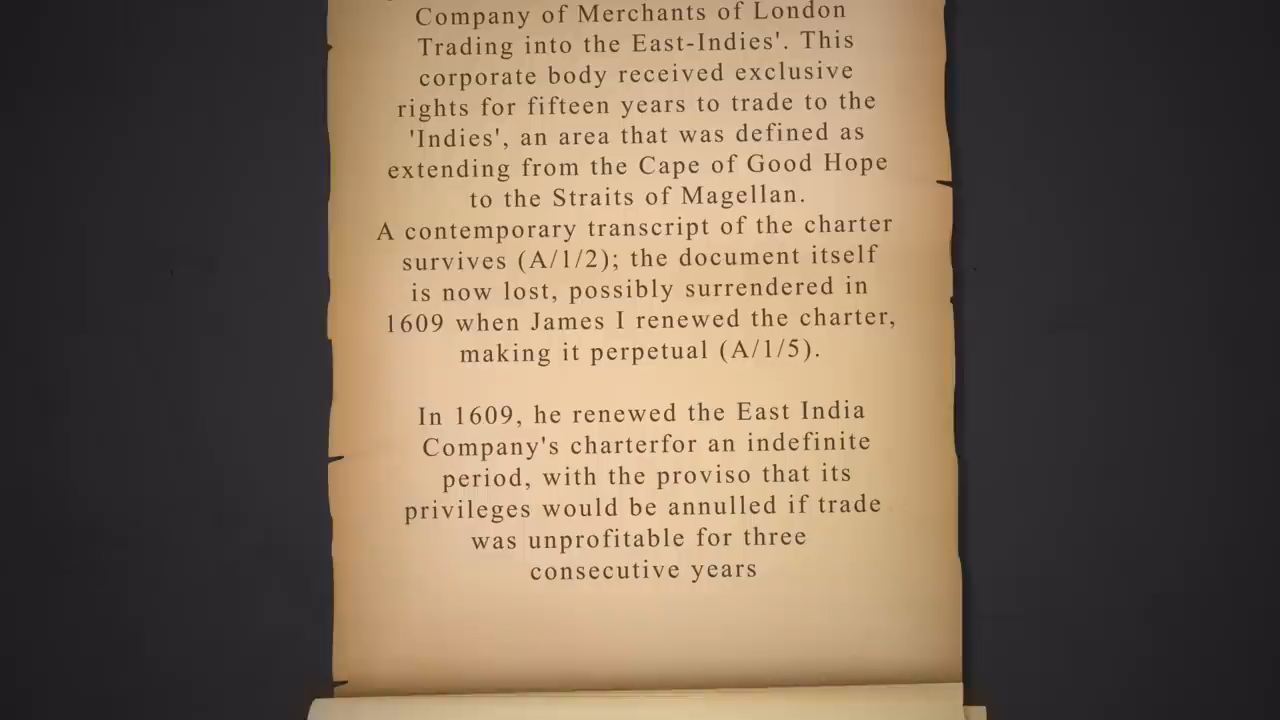 Company of Merchants of London
Trading into the East-Indies'. This
corporate body received exclusive
rights for fifteen years to trade to the
'Indies', an area that was defined as
extending from the Cape of Good Hope
to the Straits of Magellan.
A contemporary transcript of the charter
survives (A/1/2); the document itself
is now lost, possibly surrendered in
1609 when James I renewed the charter,
making it perpetual (A/1/5).
In 1609, he renewed the East India
Company's charterfor an indefinite
period, with the proviso that its
privileges would be annulled if trade
was unprofitable for three
consecutive years